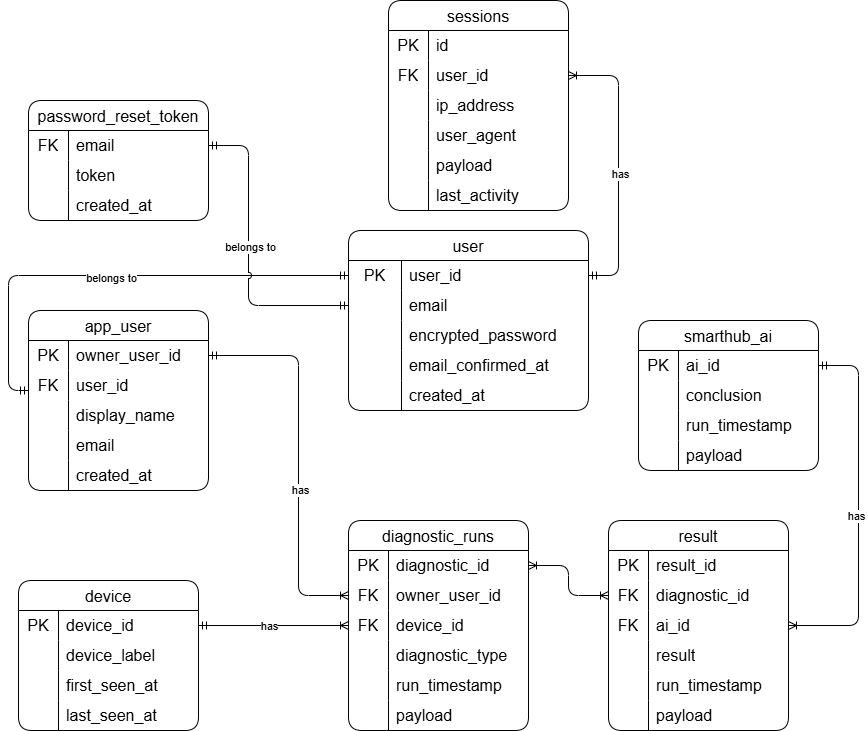 sessions
PK id
FK user_id
ip_address
user_agent
payload
last_activity
has
password_reset_token
FK email
token
created_at
belongs to
belongs to
user
PK user_id
email
encrypted_password
email_confirmed_at
created_at
app_user
PK owner_user_id
FK user_id
display_name
email
created_at
has
smarthub_ai
PK ai_id
conclusion
run_timestamp
payload
has
device
PK device_id
device_label
first_seen_at
last_seen_at
has
diagnostic_runs
PK diagnostic_id
FK owner_user_id
FK device_id
diagnostic_type
run_timestamp
payload
result
PK result_id
FK diagnostic_id
FK ai_id
result
run_timestamp
payload